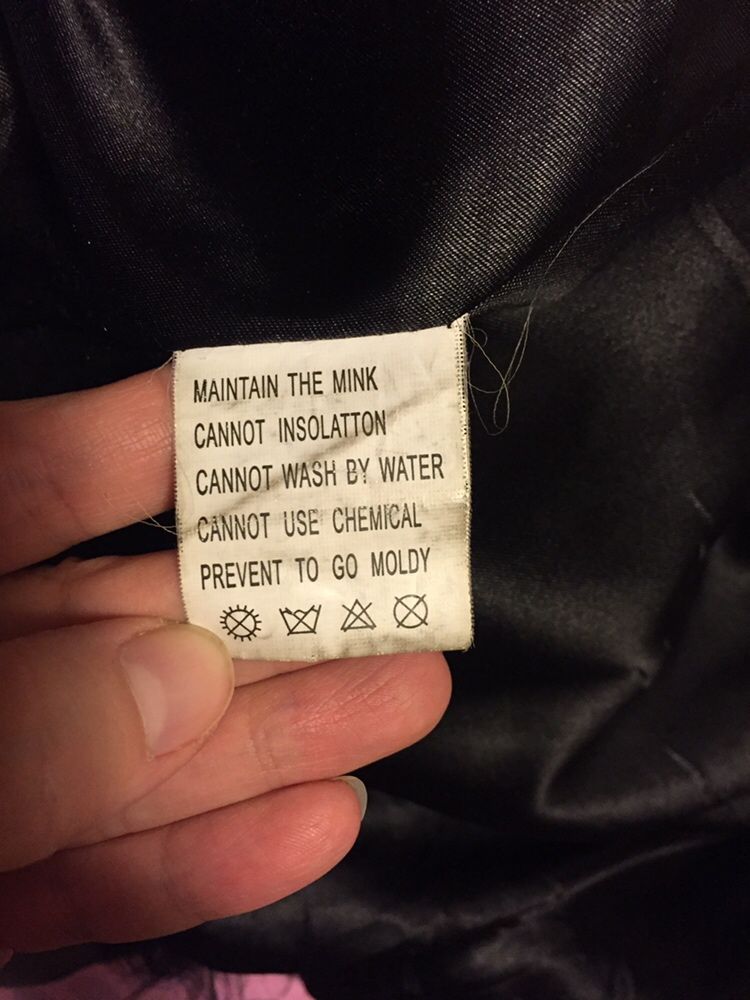 MAINTAIN THE MINK
CANNOT INSOLATTON
CANNOT WASH BY WATER
CANNOT USE CHEMICAL
PREVENT TO GO MOLDY